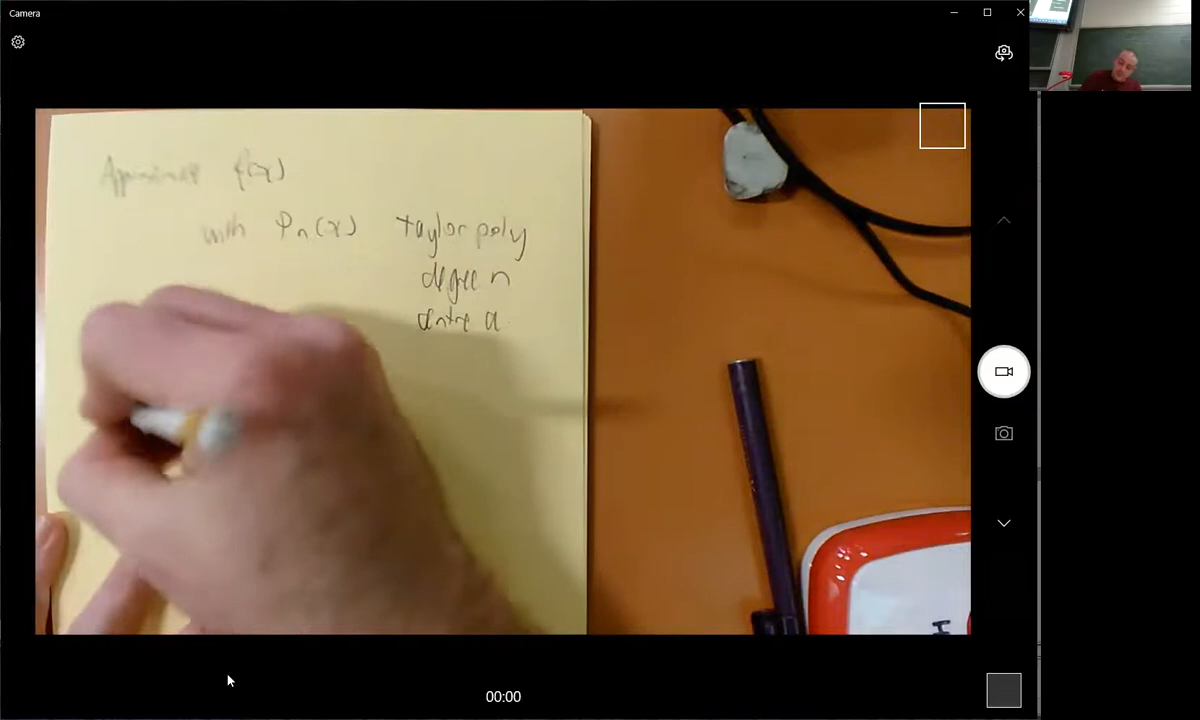 Camera
Approximate f(x)
with Pn(x) Taylor poly
degree n
centre a
00:00